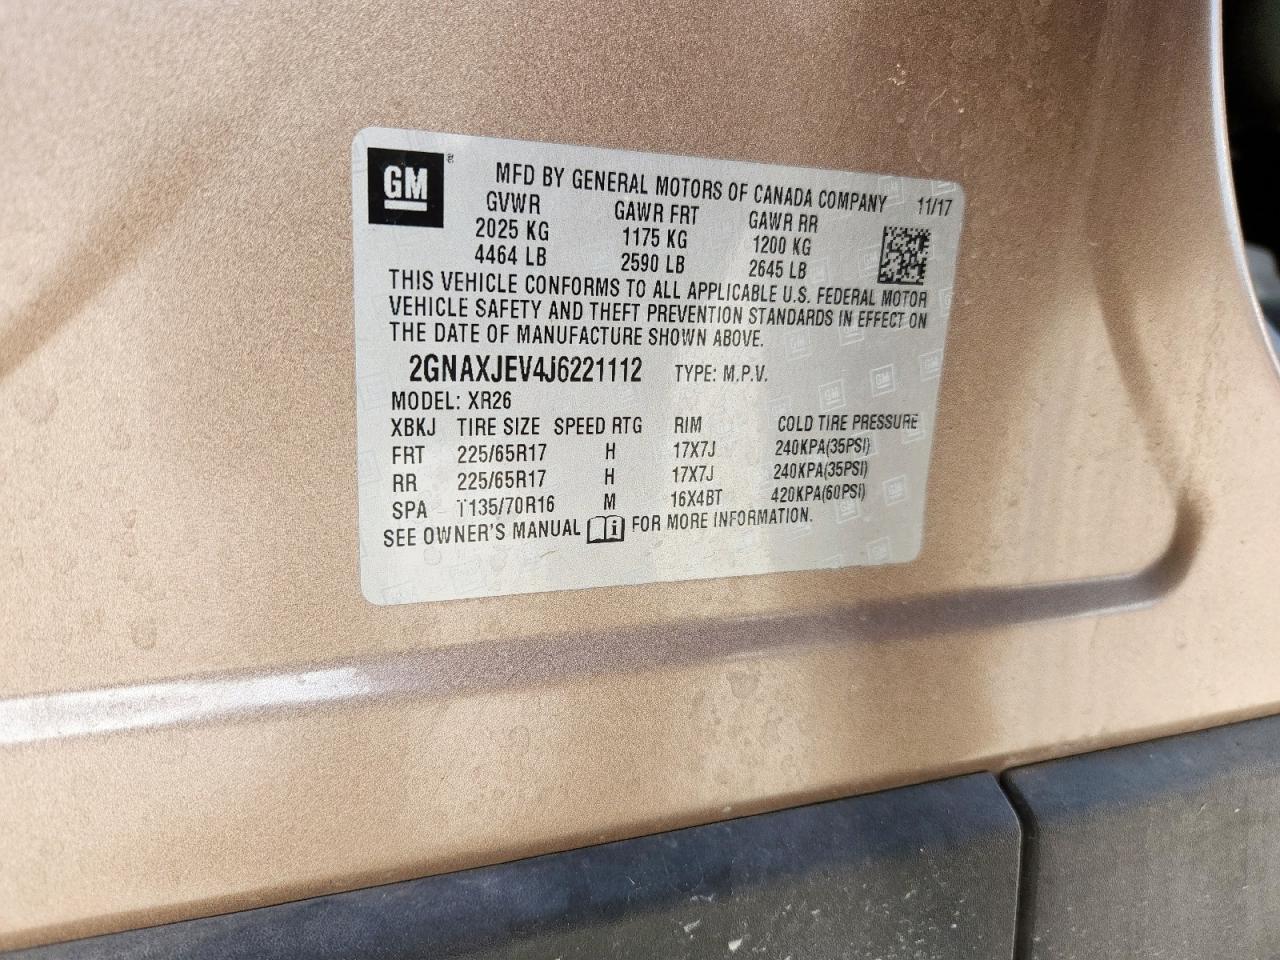 GM
MFD BY GENERAL MOTORS OF CANADA COMPANY 11/17
GVWR GAWR FRT GAWR RR
2025 KG 1175 KG 1200 KG
4464 LB 2590 LB 2645 LB
THIS VEHICLE CONFORMS TO ALL APPLICABLE U.S. FEDERAL MOTOR
VEHICLE SAFETY AND THEFT PREVENTION STANDARDS IN EFFECT ON
THE DATE OF MANUFACTURE SHOWN ABOVE.
2GNAXJEV4J6221112 TYPE: M.P.V.
MODEL: XR26
XBKJ TIRE SIZE SPEED RTG RIM COLD TIRE PRESSURE
FRT 225/65R17 H 17X7J 240KPA(35PSI)
RR 225/65R17 H 17X7J 240KPA(35PSI)
SPA T135/70R16 M 16X4BT 420KPA(60PSI)
SEE OWNER'S MANUAL FOR MORE INFORMATION.